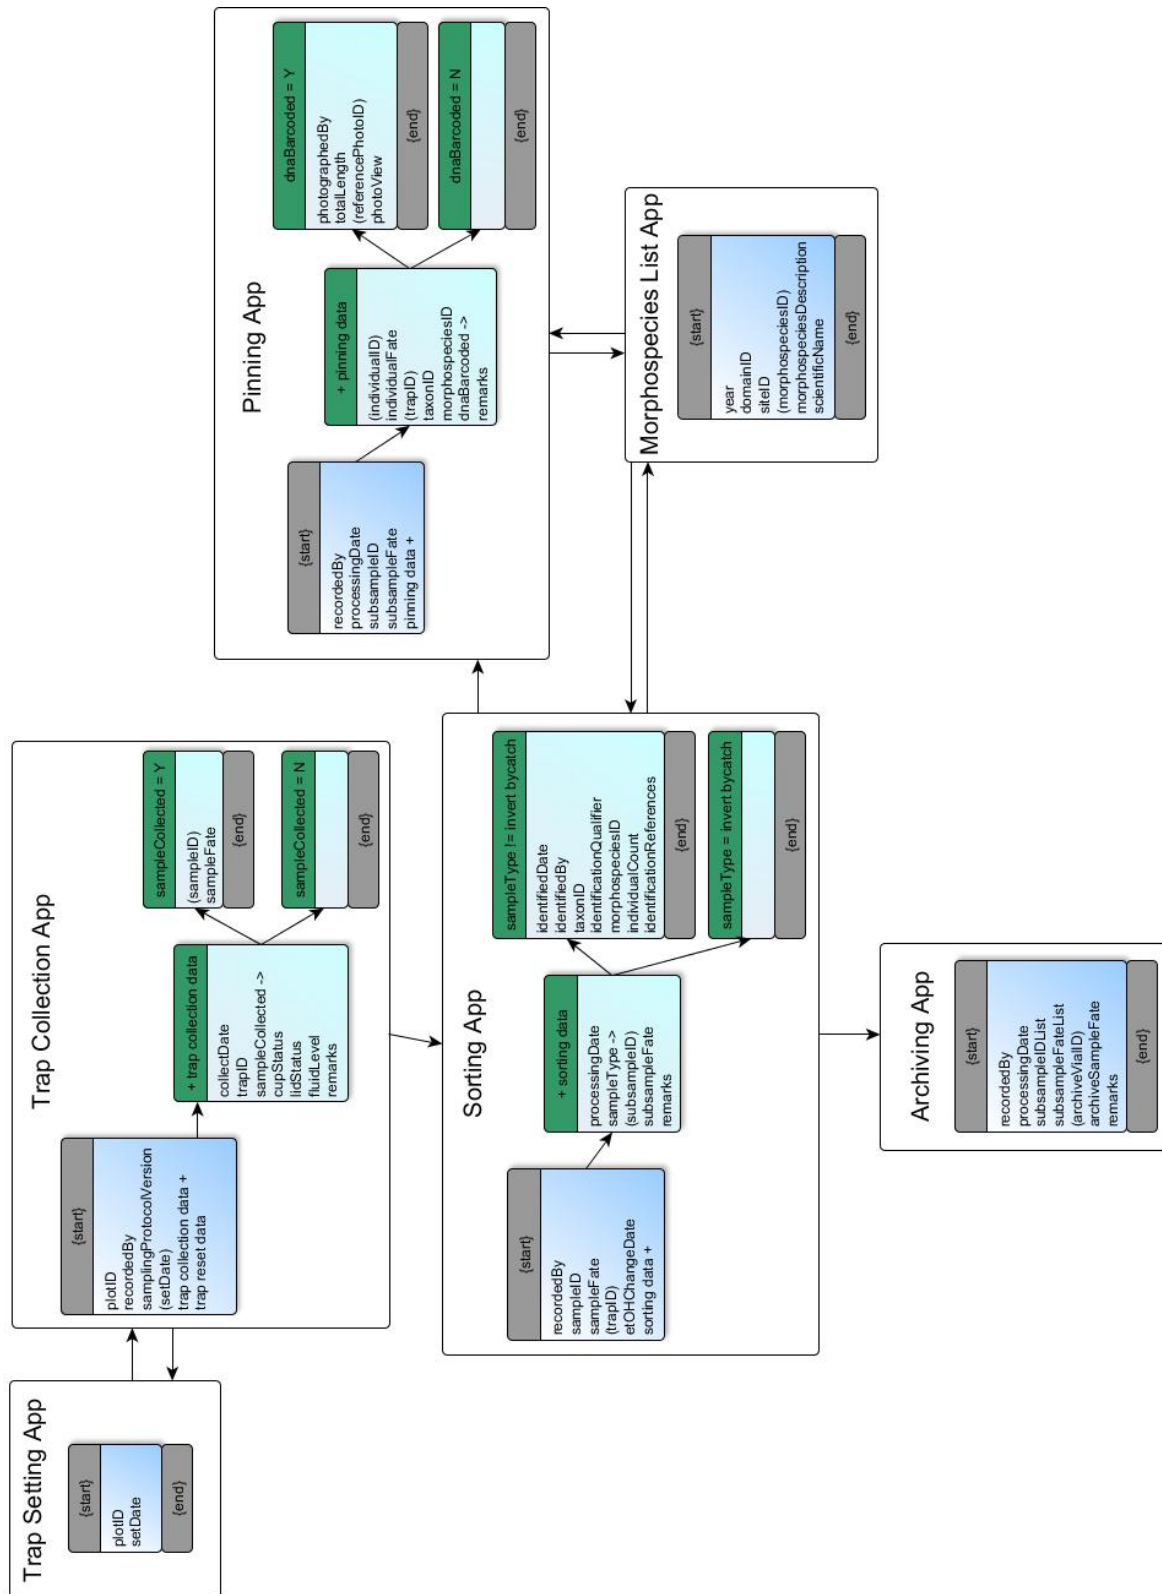 Trap Setting App
{start}
plotID
setDate
{end}
Trap Collection App
{start}
plotID
recordedBy
samplingProtocolVersion
(setDate)
trap collection data +
trap reset data
+ trap collection data
collectDate
trapID
sampleCollected ->
cupStatus
lidStatus
fluidLevel
remarks
sampleCollected = Y
(sampleID)
sampleFate
{end}
sampleCollected = N
{end}
Sorting App
{start}
recordedBy
sampleID
sampleFate
(trapID)
etOHChangeDate
sorting data +
+ sorting data
processingDate
sampleType ->
(subsampleID)
subsampleFate
remarks
sampleType != invert bycatch
identifiedDate
identifiedBy
taxonID
identificationQualifier
morphospeciesID
individualCount
identificationReferences
{end}
sampleType = invert bycatch
{end}
Pinning App
{start}
recordedBy
processingDate
subsampleID
subsampleFate
pinning data +
+ pinning data
(individualID)
individualFate
(trapID)
taxonID
morphospeciesID
dnaBarcoded ->
remarks
dnaBarcoded = Y
photographedBy
totalLength
(referencePhotoID)
photoView
{end}
dnaBarcoded = N
{end}
Archiving App
{start}
recordedBy
processingDate
subsampleIDList
subsampleFateList
(archiveVialID)
archiveSampleFate
remarks
{end}
Morphospecies List App
{start}
year
domainID
siteID
(morphospeciesID)
morphospeciesDescription
scientificName
{end}